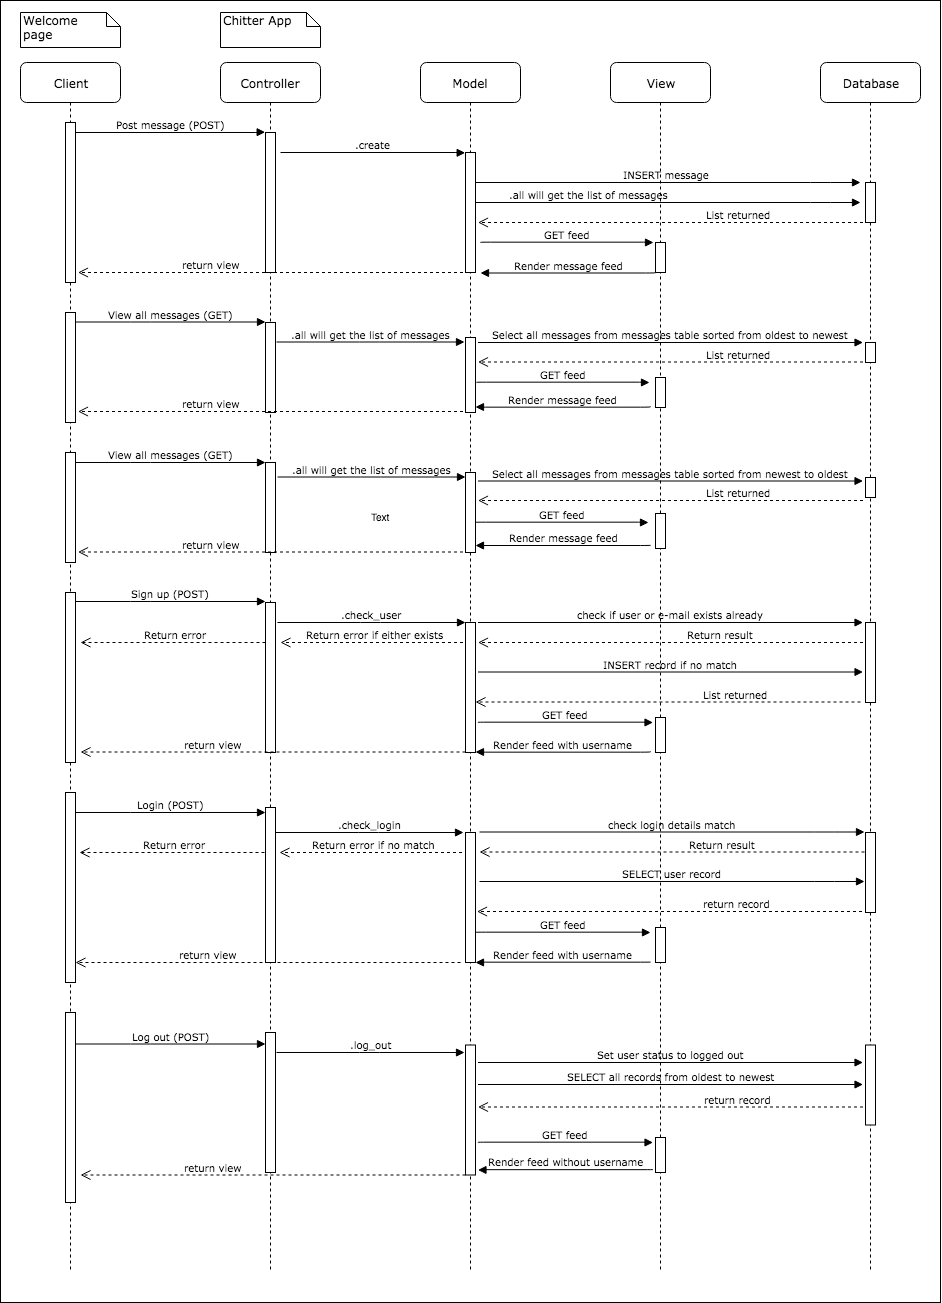 Welcome
page
Chitter App
Client
Controller
Model
View
Database
Post message (POST)
.create
INSERT message
.all will get the list of messages
List returned
GET feed
return view
Render message feed
View all messages (GET)
.all will get the list of messages
Select all messages from messages table sorted from oldest to newest
List returned
GET feed
return view
Render message feed
View all messages (GET)
.all will get the list of messages
Select all messages from messages table sorted from newest to oldest
List returned
Text
GET feed
return view
Render message feed
Sign up (POST)
.check_user
check if user or e-mail exists already
Return error
Return error if either exists
Return result
INSERT record if no match
List returned
GET feed
return view
Render feed with username
Login (POST)
.check_login
check login details match
Return error
Return error if no match
Return result
SELECT user record
return record
GET feed
return view
Render feed with username
Log out (POST)
.log_out
Set user status to logged out
SELECT all records from oldest to newest
return record
GET feed
return view
Render feed without username